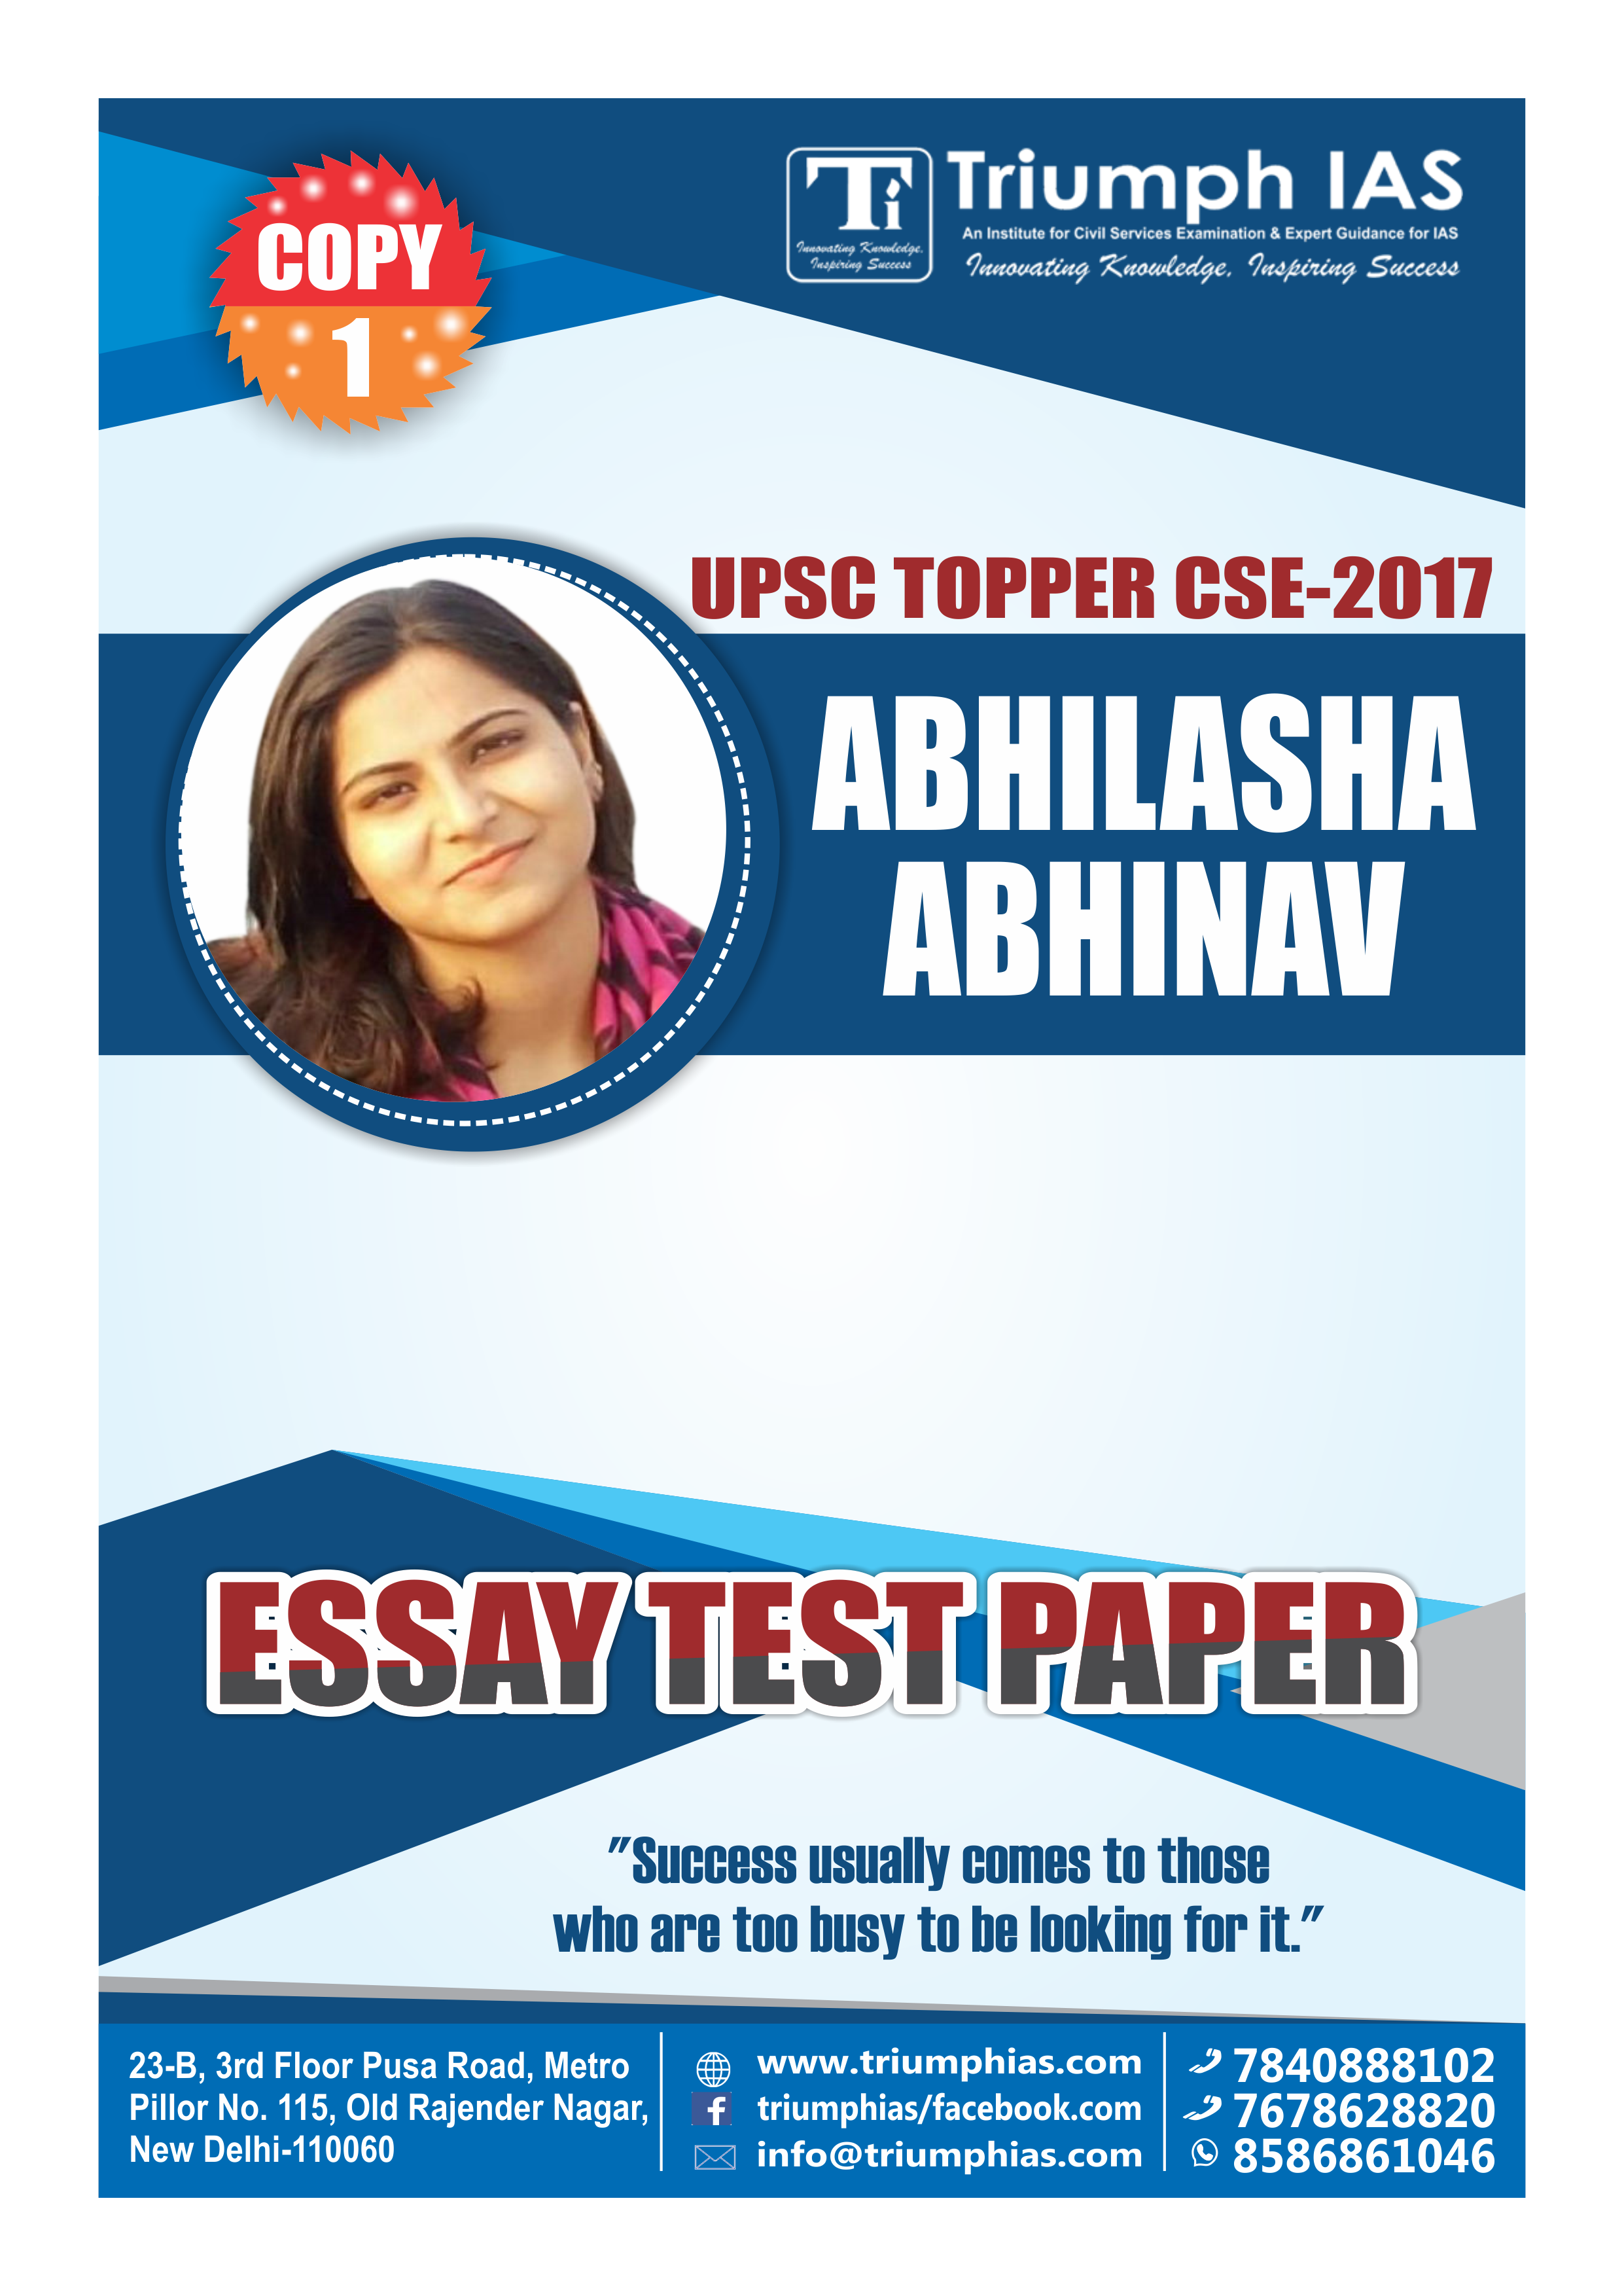 COPY
1
Ti
Innovating Knowledge,
Inspiring Success
Triumph IAS
An Institute for Civil Services Examination & Expert Guidance for IAS
Innovating Knowledge, Inspiring Success
UPSC TOPPER CSE-2017
ABHILASHA
ABHINAV
ESSAY TEST PAPER
"Success usually comes to those
who are too busy to be looking for it."
23-B, 3rd Floor Pusa Road, Metro
Pillor No. 115, Old Rajender Nagar,
New Delhi-110060
www.triumphias.com
f triumphias/facebook.com
info@triumphias.com
7840888102
7678628820
8586861046